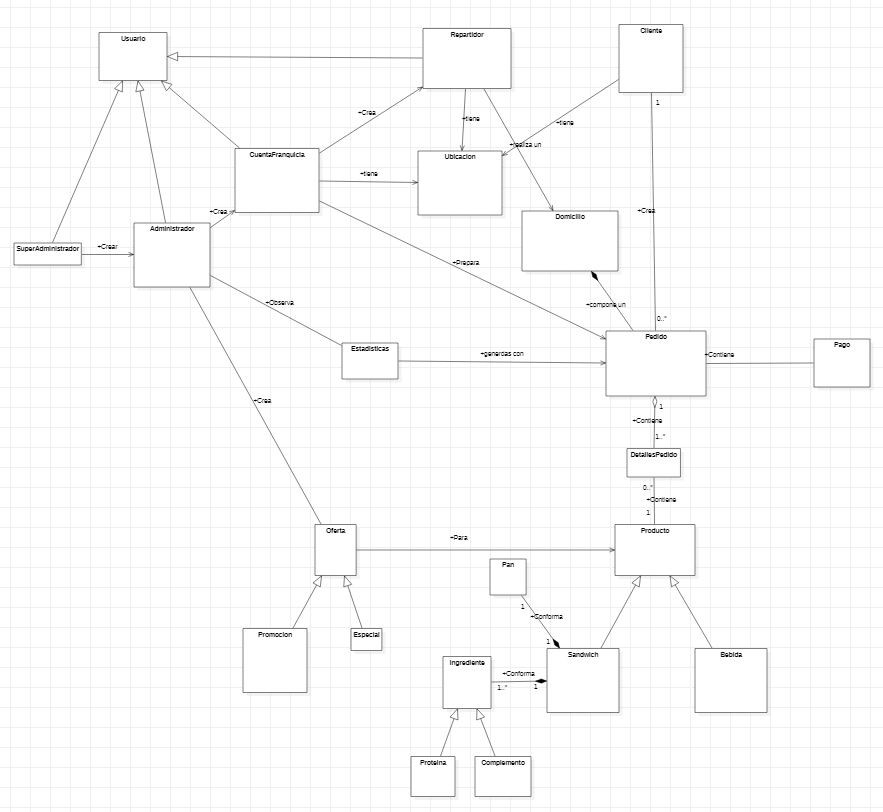 Cliente
Repartidor
Usuario
1
+Crea
+tiene
+tiene
+realiza un
CuentaFranquicia
Ubicacion
+tiene
+Crea
+Crea
Domicilio
Administrador
SuperAdministrador
+Crear
+Prepara
+Observa
+compone un
0..*
Pedido
Estadisticas
+generdas con
+Contiene
Pago
+Crea
1
+Contiene
1..*
DetallesPedido
0..*
+Contiene
1
Oferta
+Para
Producto
Pan
1
+Conforma
1
Promocion
Especial
Sandwich
Bebida
Ingrediente
+Conforma
1..*
1
Proteina
Complemento